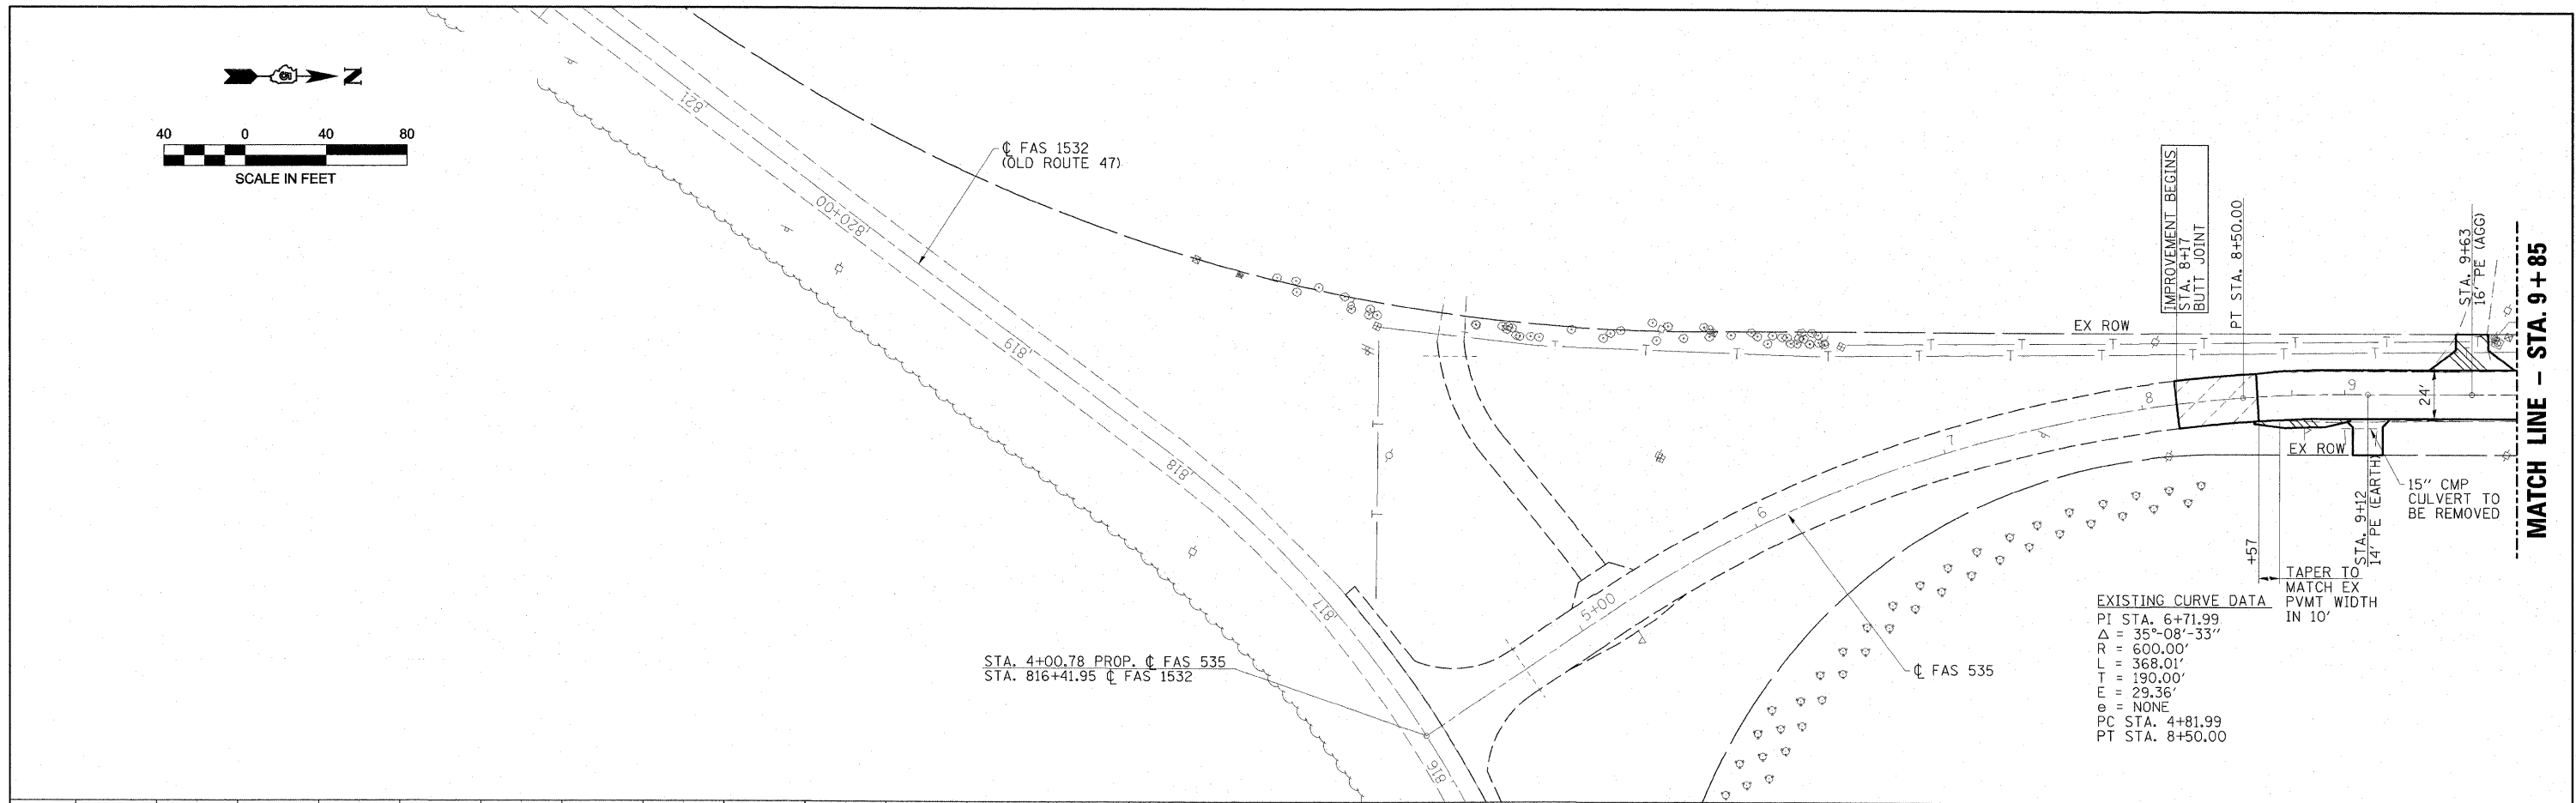 N
40 0 40 80
SCALE IN FEET
821
820+00
819
818
817
816
℄ FAS 1532
(OLD ROUTE 47)
STA. 4+00.78 PROP. ℄ FAS 535
STA. 816+41.95 ℄ FAS 1532
5+00
6
7
8
9
℄ FAS 535
EX ROW
IMPROVEMENT BEGINS
STA. 8+17
BUTT JOINT
PT STA. 8+50.00
STA. 9+63
16' PE (AGG)
24'
EX ROW
+57
TAPER TO
MATCH EX
PVMT WIDTH
IN 10'
STA. 9+12
14' PE (EARTH)
15" CMP
CULVERT TO
BE REMOVED
MATCH LINE - STA. 9+85
EXISTING CURVE DATA
PI STA. 6+71.99
Δ = 35°-08'-33"
R = 600.00'
L = 368.01'
T = 190.00'
E = 29.36'
e = NONE
PC STA. 4+81.99
PT STA. 8+50.00